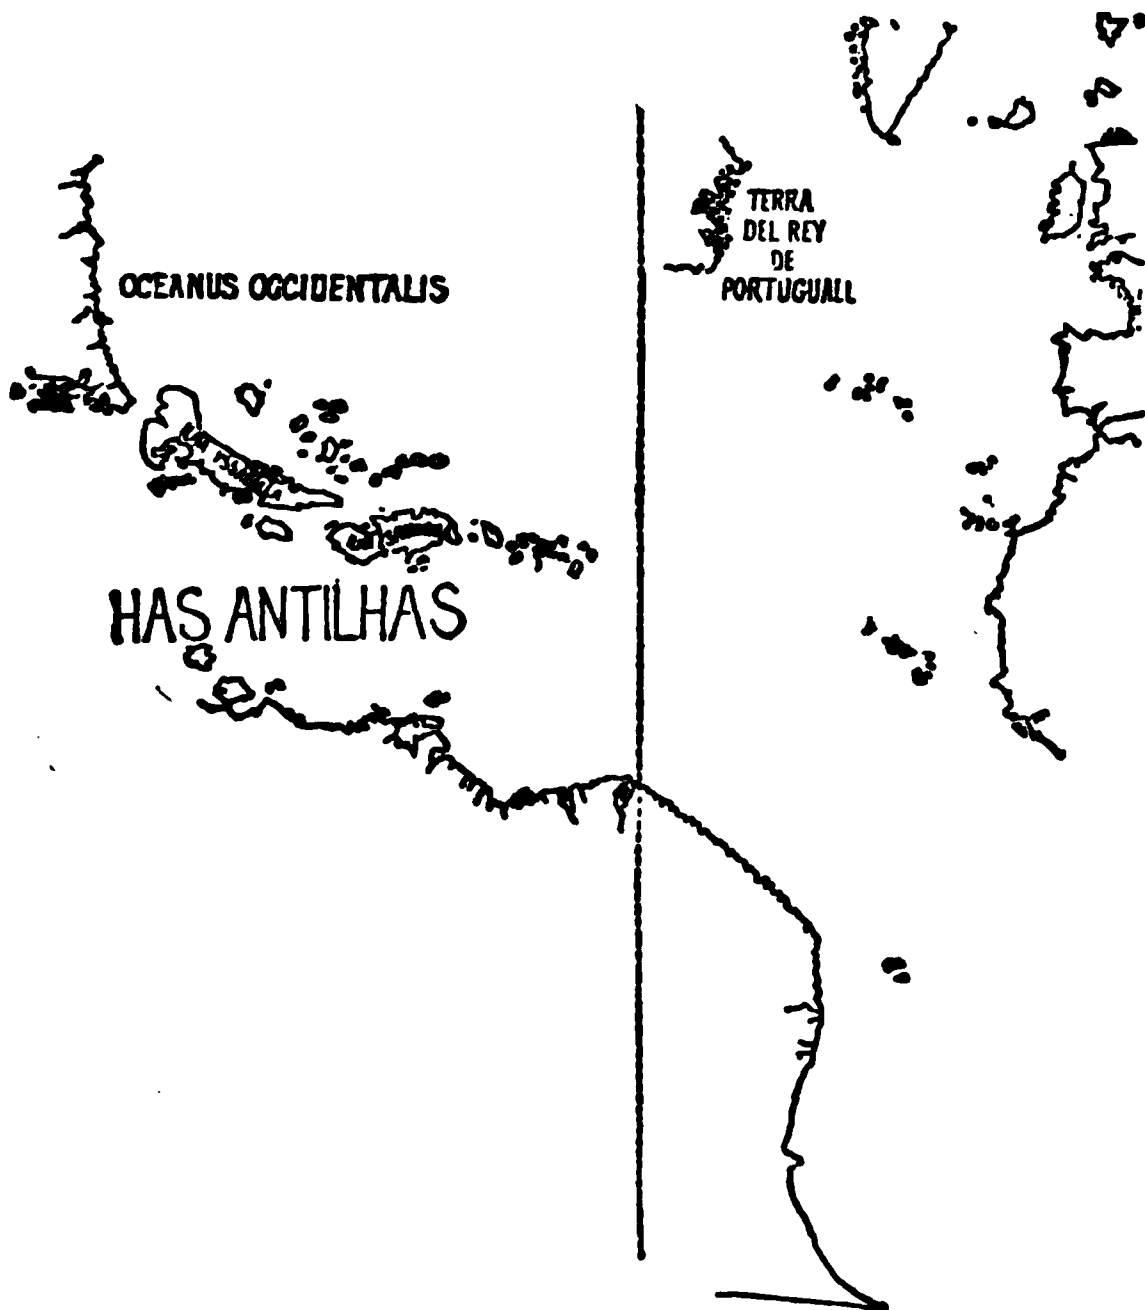 TERRA
DEL REY
DE
PORTUGUALL
OCEANUS OCCIDENTALIS
HAS ANTILHAS